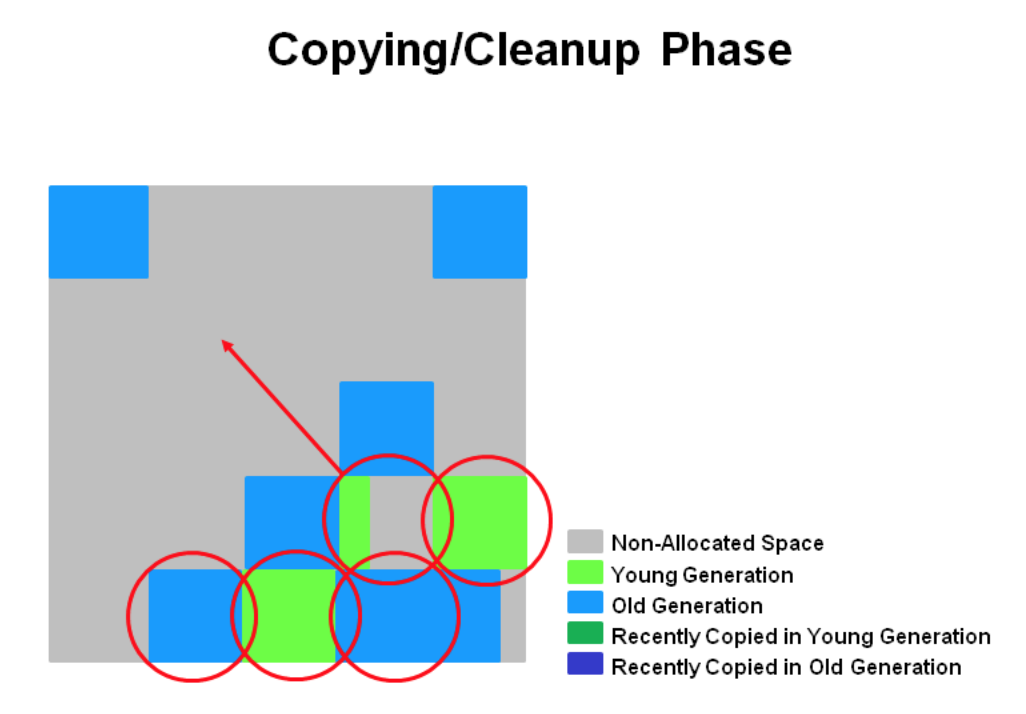 Copying/Cleanup Phase
Non-Allocated Space
Young Generation
Old Generation
Recently Copied in Young Generation
Recently Copied in Old Generation